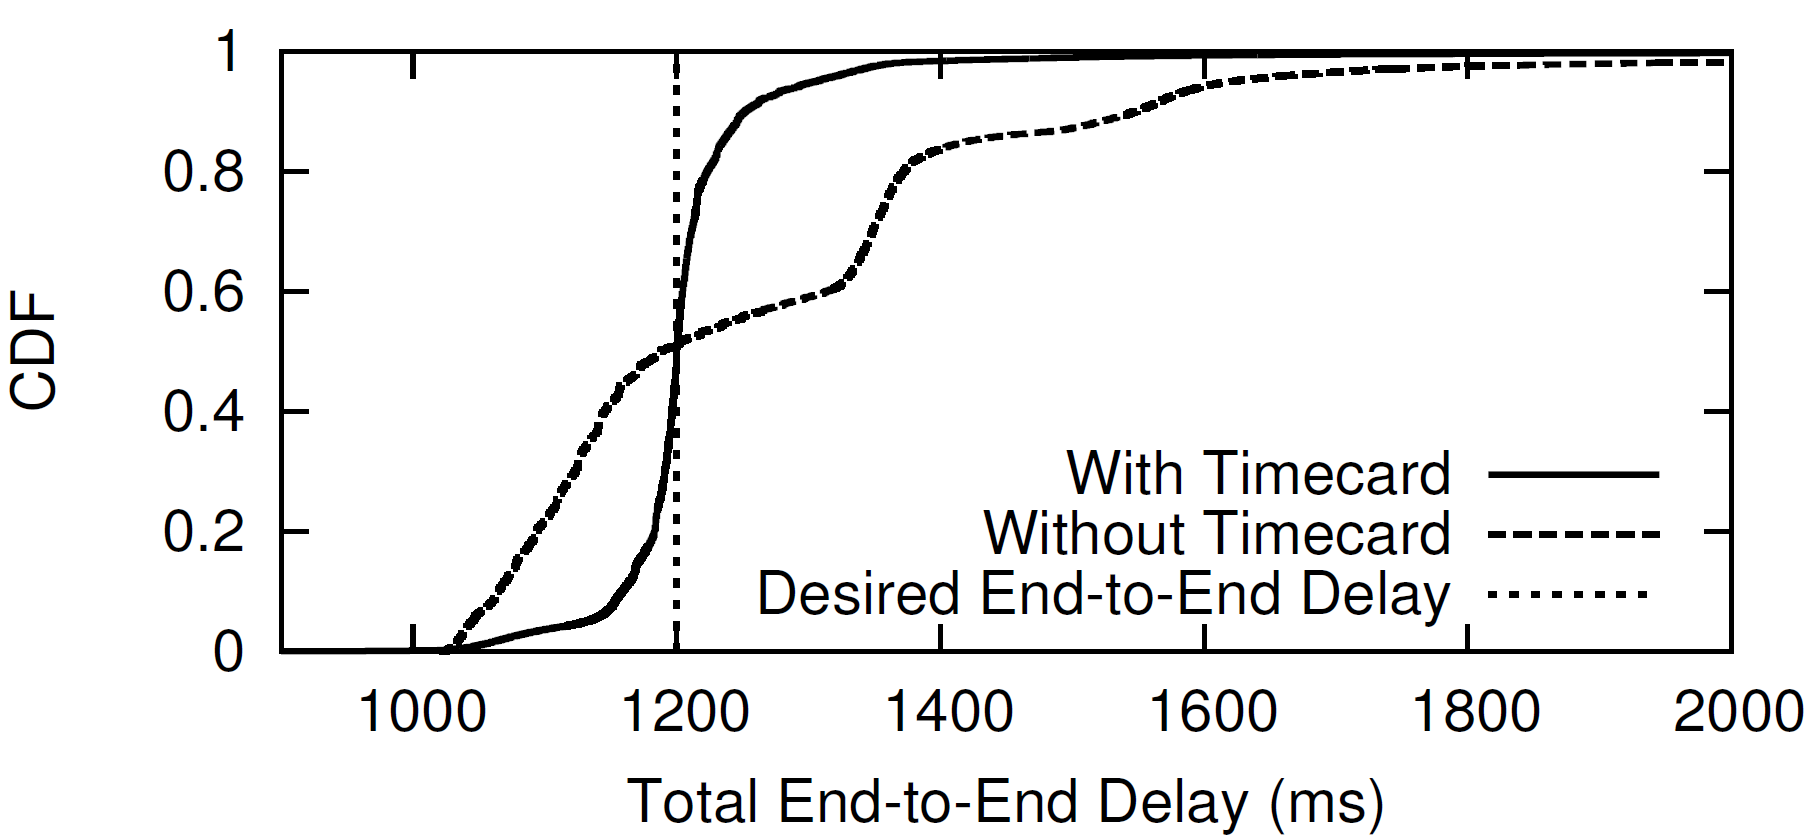 1
0.8
0.6
0.4
0.2
0
CDF
With Timecard
Without Timecard
Desired End-to-End Delay
1000 1200 1400 1600 1800 2000
Total End-to-End Delay (ms)